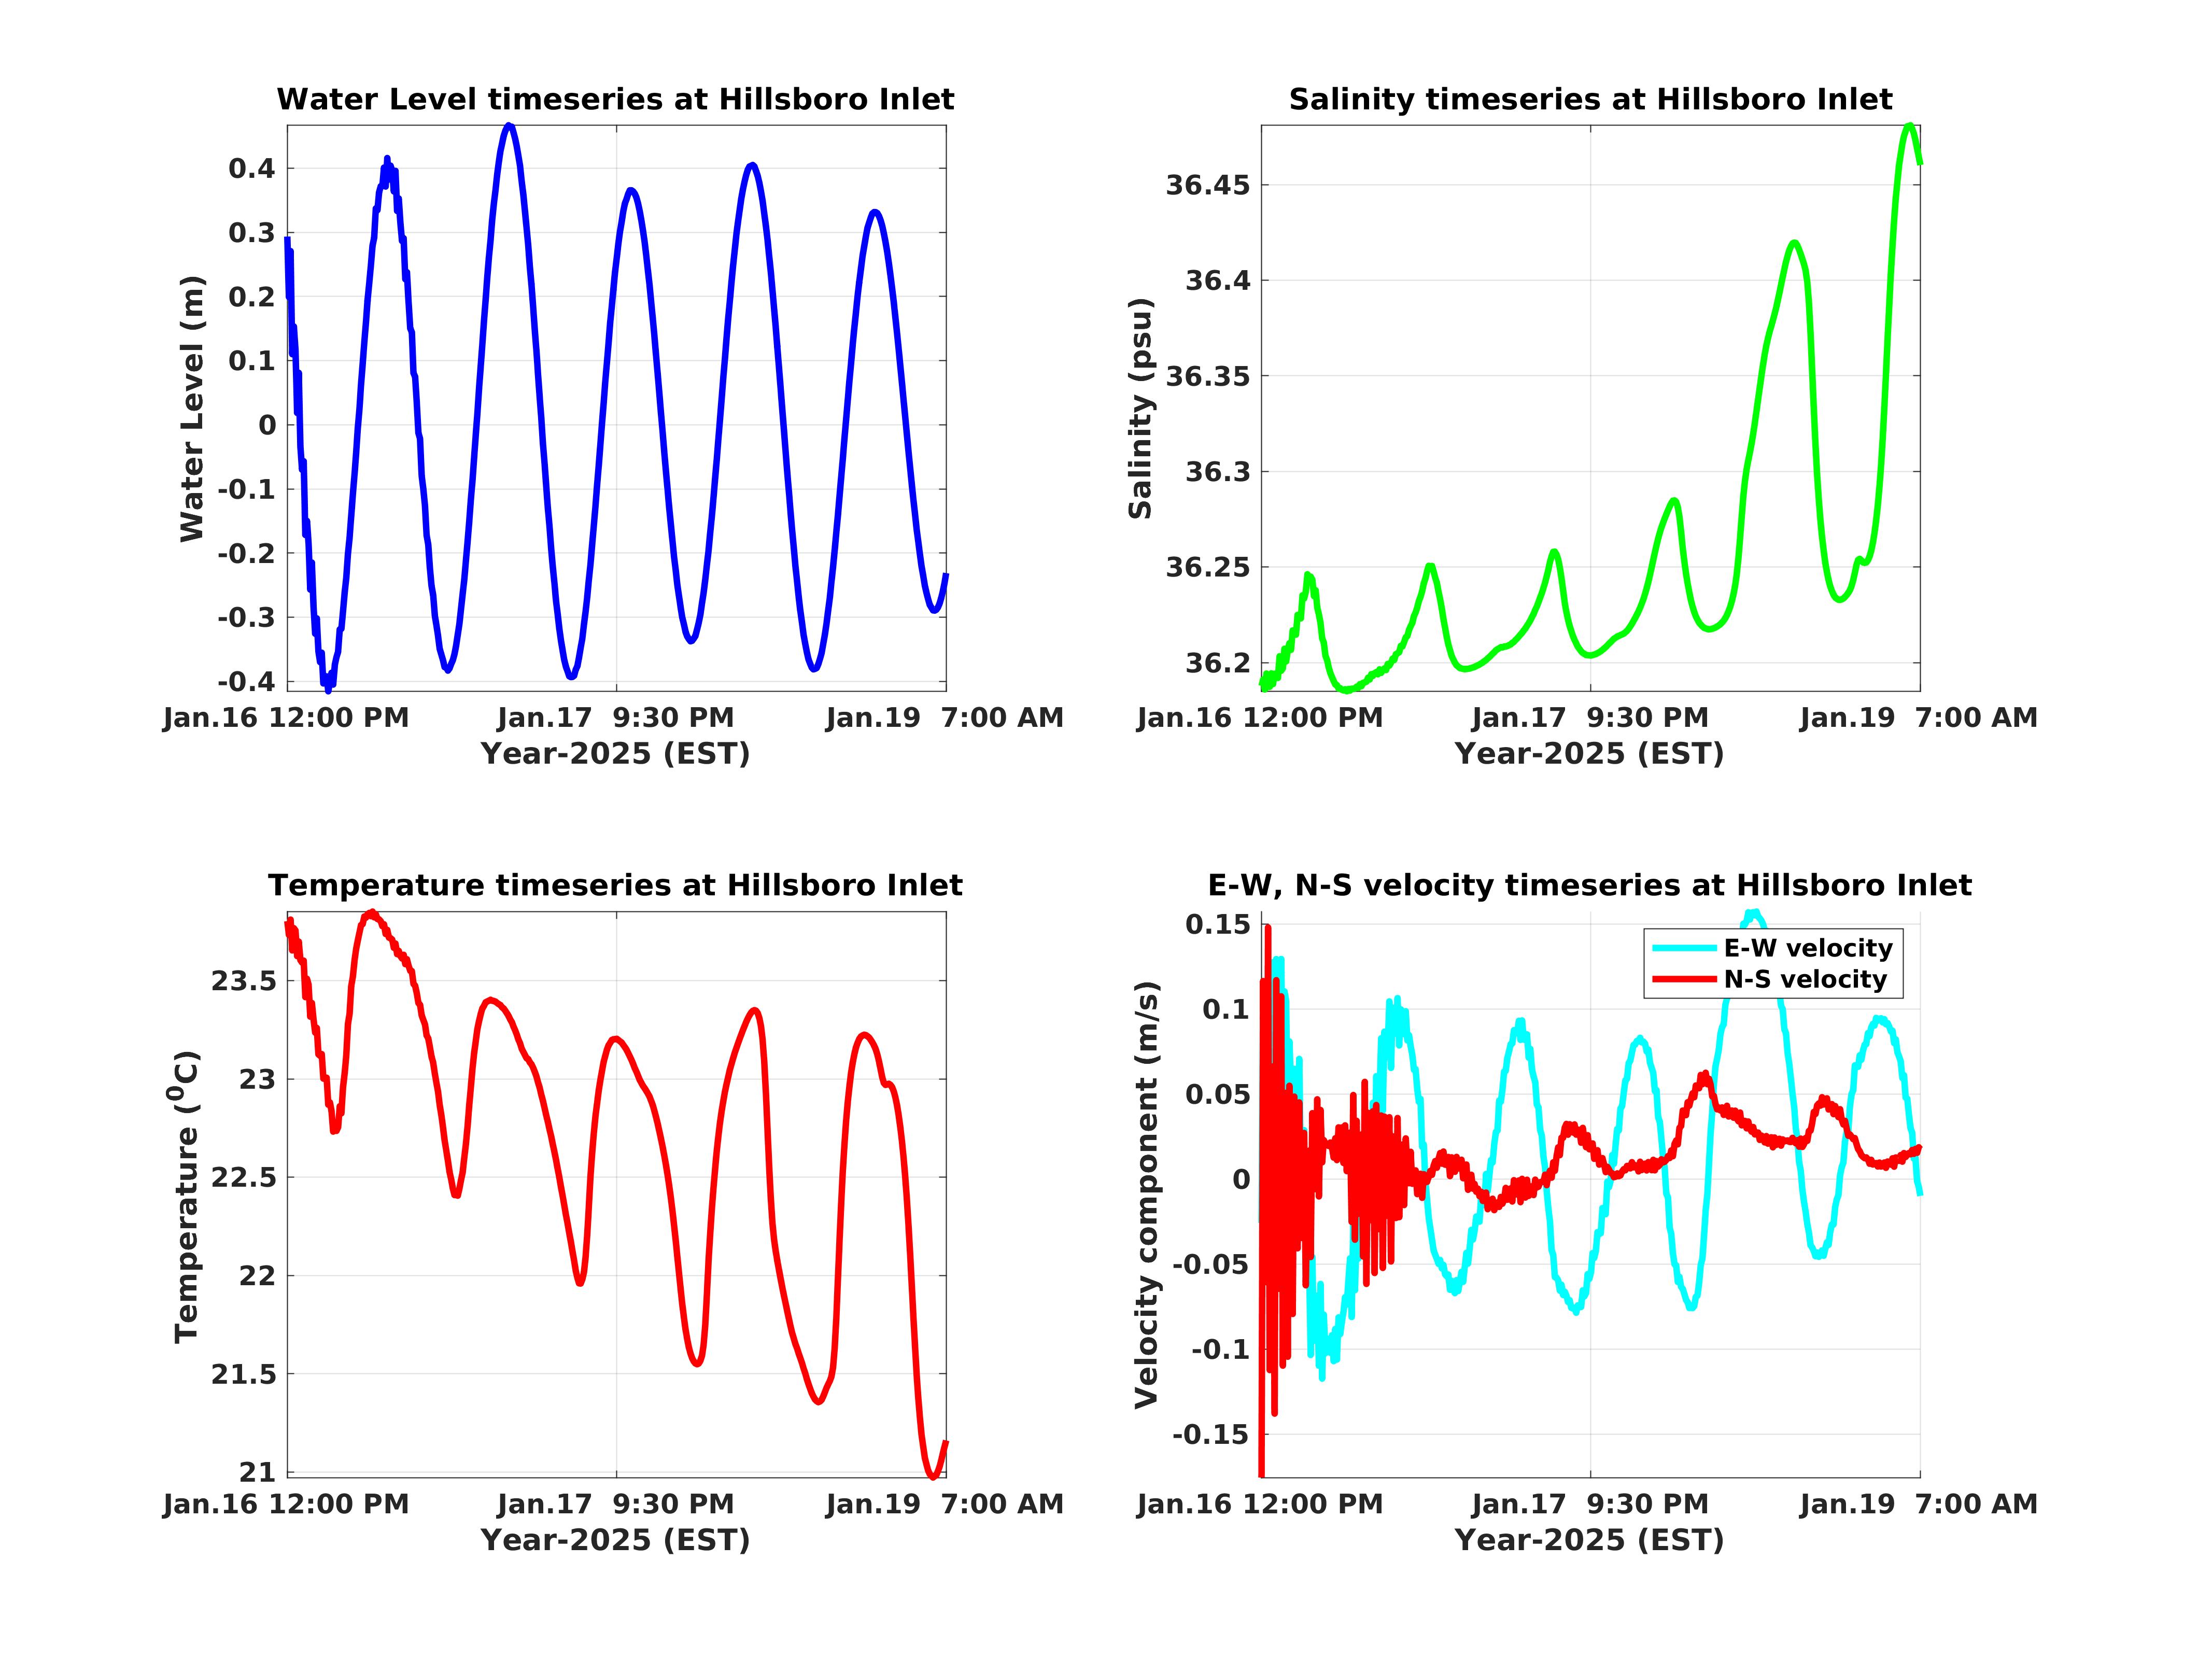 Water Level timeseries at Hillsboro Inlet
Water Level (m)
0.4
0.3
0.2
0.1
0
-0.1
-0.2
-0.3
-0.4
Jan.16 12:00 PM Jan.17 9:30 PM Jan.19 7:00 AM
Year-2025 (EST)
Salinity timeseries at Hillsboro Inlet
Salinity (psu)
36.45
36.4
36.35
36.3
36.25
36.2
Jan.16 12:00 PM Jan.17 9:30 PM Jan.19 7:00 AM
Year-2025 (EST)
Temperature timeseries at Hillsboro Inlet
Temperature (⁰C)
23.5
23
22.5
22
21.5
21
Jan.16 12:00 PM Jan.17 9:30 PM Jan.19 7:00 AM
Year-2025 (EST)
E-W, N-S velocity timeseries at Hillsboro Inlet
Velocity component (m/s)
0.15
0.1
0.05
0
-0.05
-0.1
-0.15
E-W velocity
N-S velocity
Jan.16 12:00 PM Jan.17 9:30 PM Jan.19 7:00 AM
Year-2025 (EST)